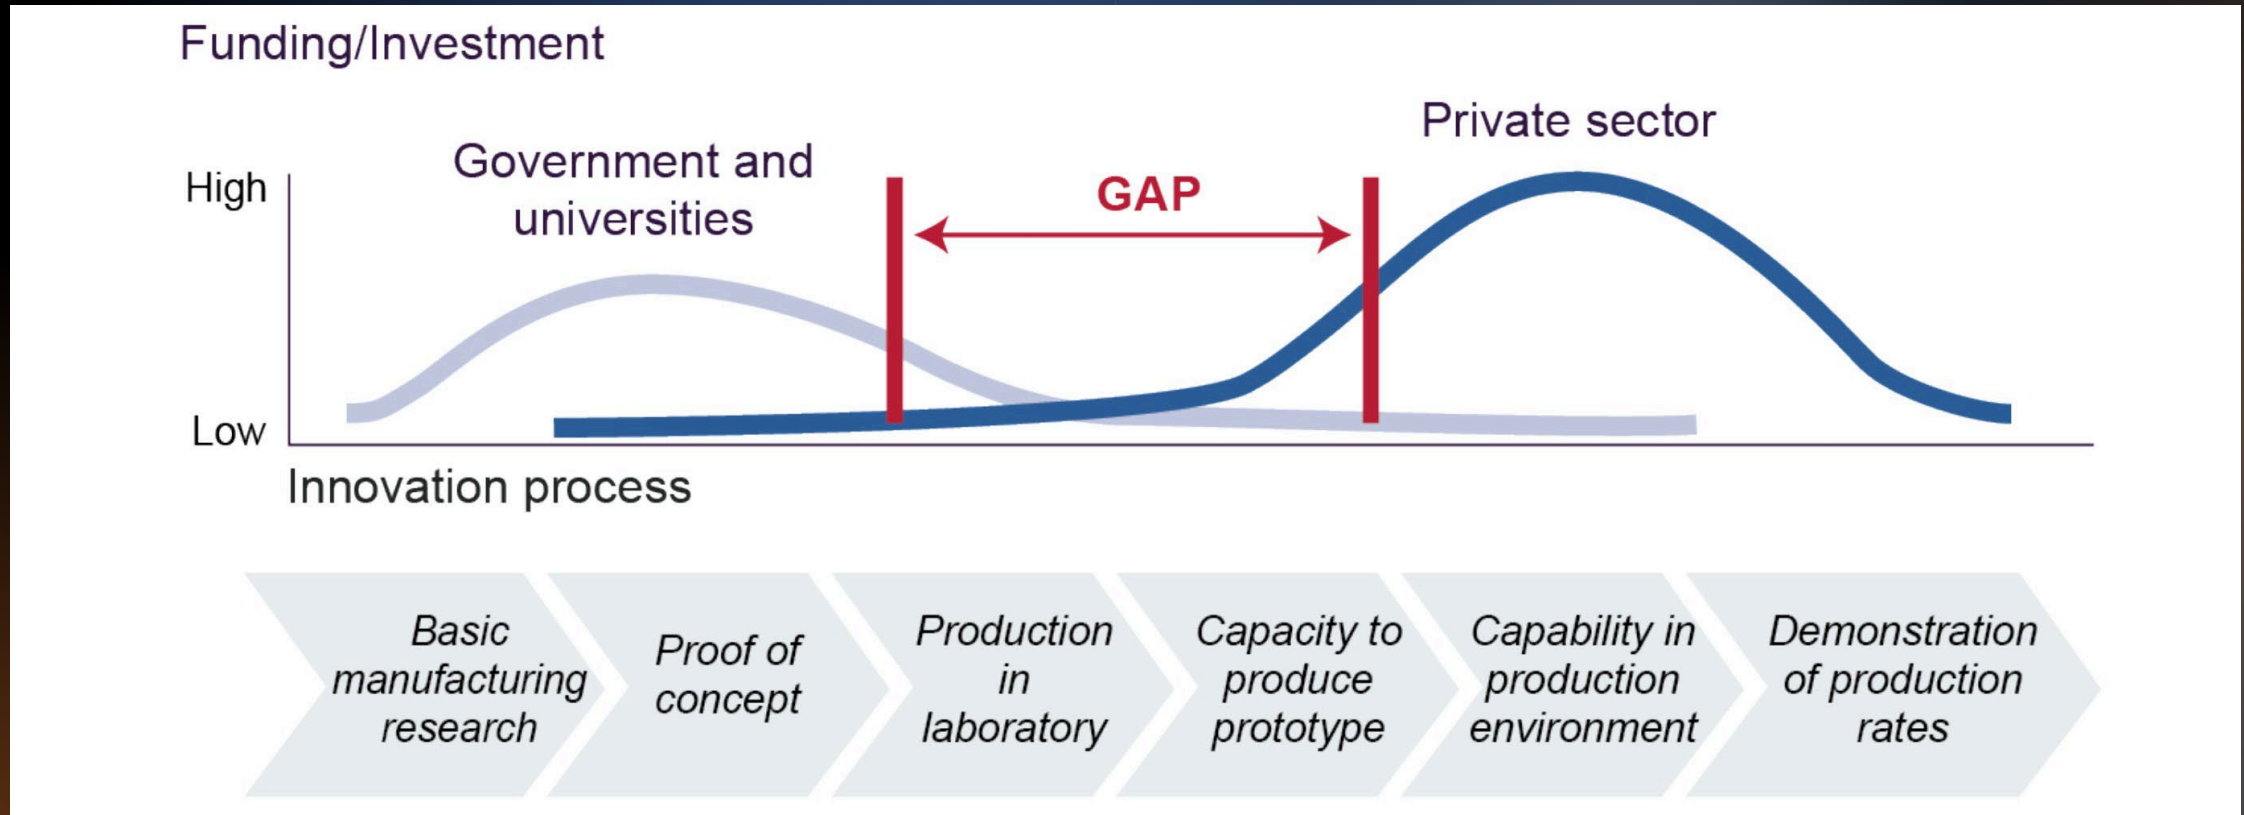 Funding/Investment
Private sector
Government and
universities
High
GAP
Low
Innovation process
Basic
manufacturing
research
Proof of
concept
Production
in
laboratory
Capacity to
produce
prototype
Capability in
production
environment
Demonstration
of production
rates